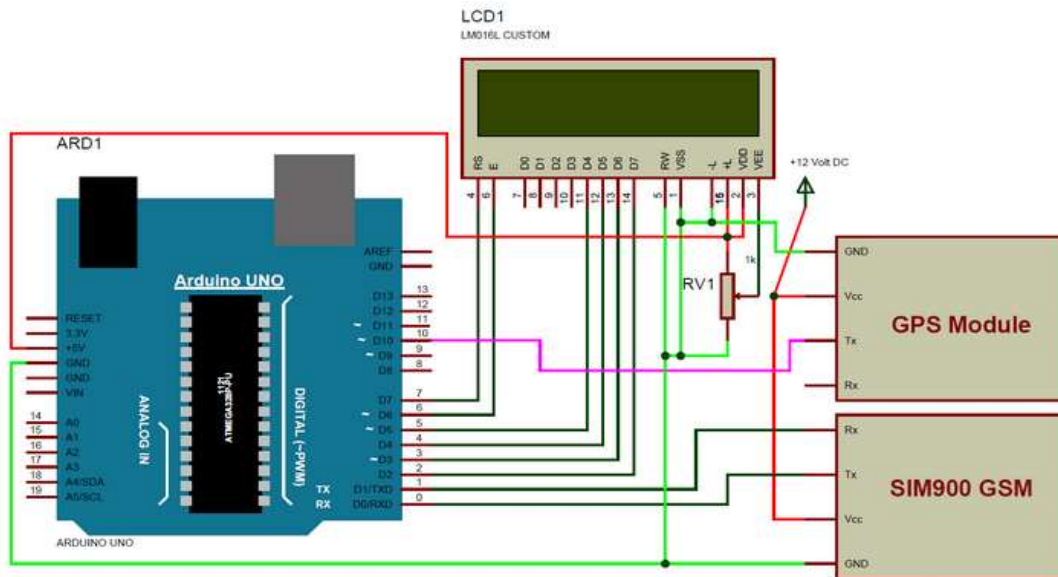 LCD1
LM016L CUSTOM
RS
E
D0
D1
D2
D3
D4
D5
D6
D7
RW
VSS
-L
+L
VDD
VEE
4
6
7
8
9
10
11
12
13
14
5
1
15
2
3
+12 Volt DC
ARD1
Arduino UNO
1121
ATMEGA328P-PU
ANALOG IN
DIGITAL (~PWM)
TX
RX
RESET
3.3V
+5V
GND
GND
VIN
14 A0
15 A1
16 A2
17 A3
18 A4/SDA
19 A5/SCL
AREF
GND
D13 13
D12 12
~ D11 11
~ D10 10
~ D9 9
D8 8
D7 7
~ D6 6
~ D5 5
D4 4
~ D3 3
D2 2
D1/TXD 1
D0/RXD 0
ARDUINO UNO
RV1
1k
GND
Vcc
Tx
Rx
GPS Module
Rx
Tx
Vcc
GND
SIM900 GSM